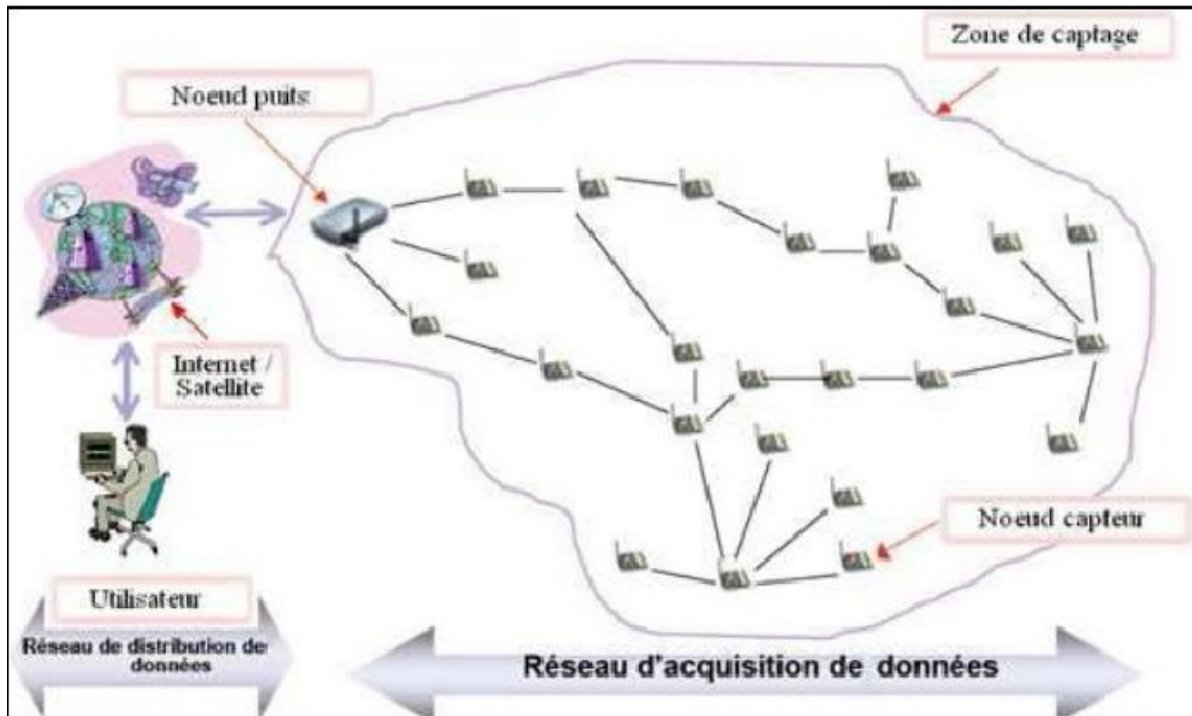 Zone de captage
Noeud puits
Internet /
Satellite
Noeud capteur
Utilisateur
Réseau de distribution de
données
Réseau d'acquisition de données